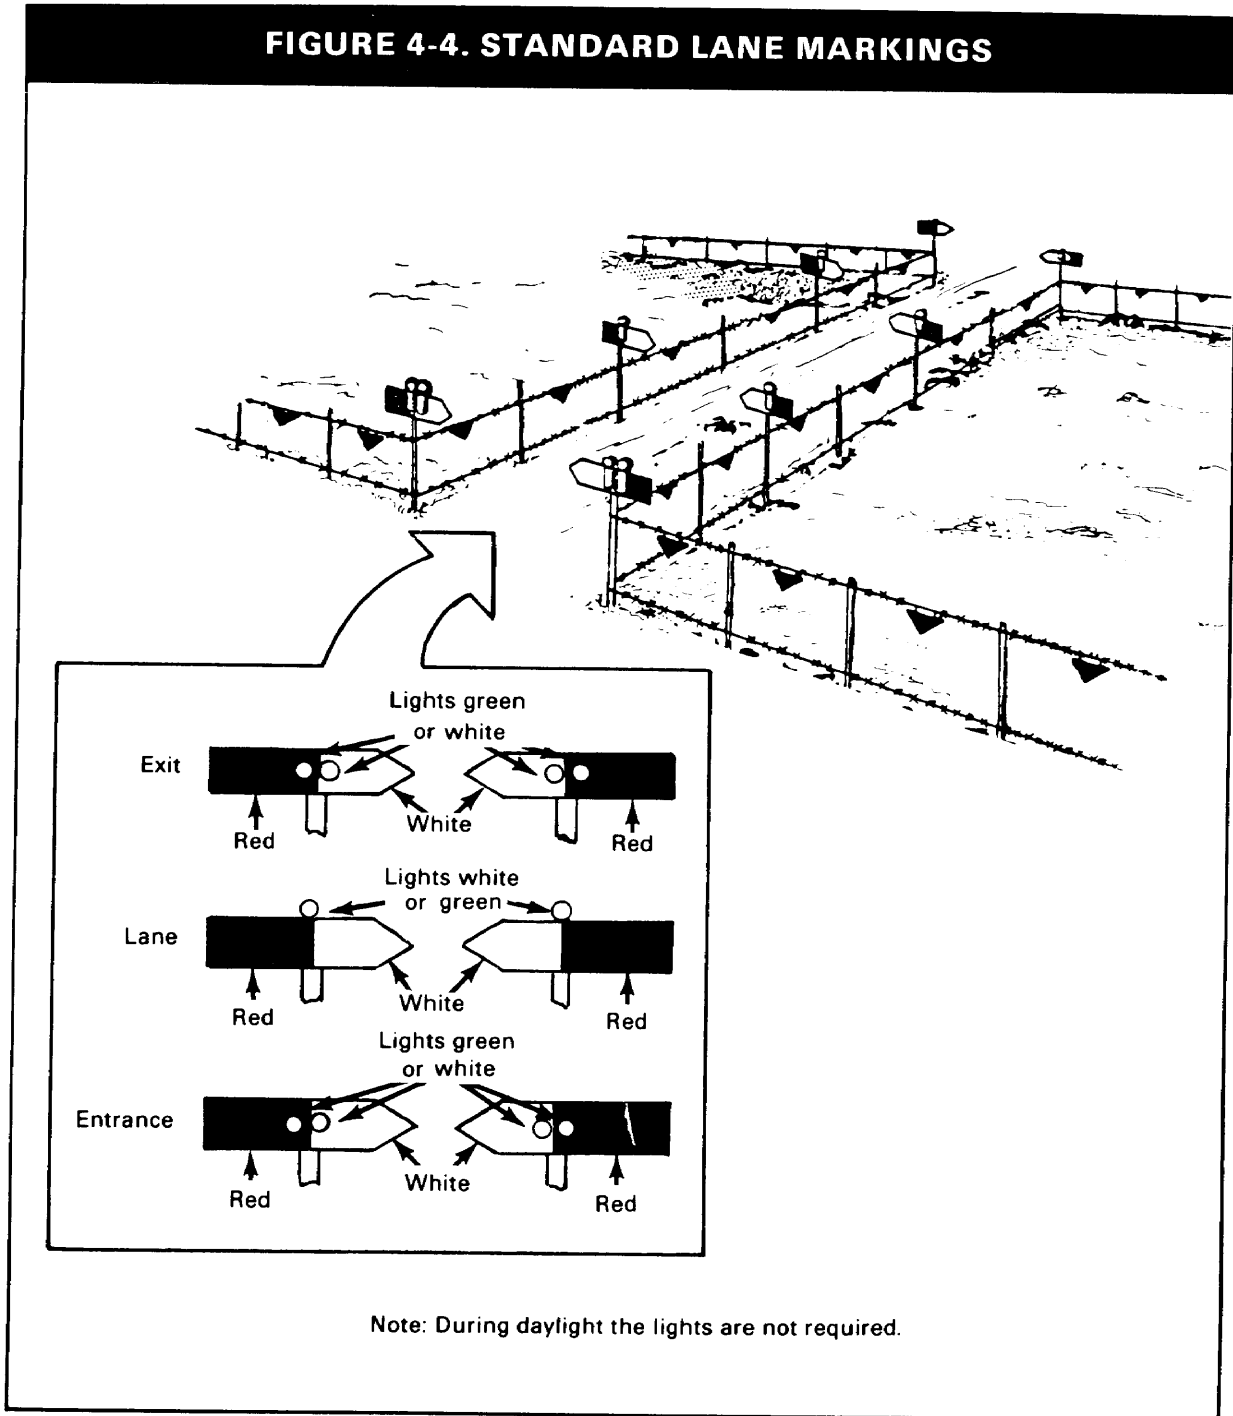 FIGURE 4-4. STANDARD LANE MARKINGS
Lights green
or white
Exit
White
Red
Red
Lights white
or green
Lane
White
Red
Red
Lights green
or white
Entrance
White
Red
Red
Note: During daylight the lights are not required.